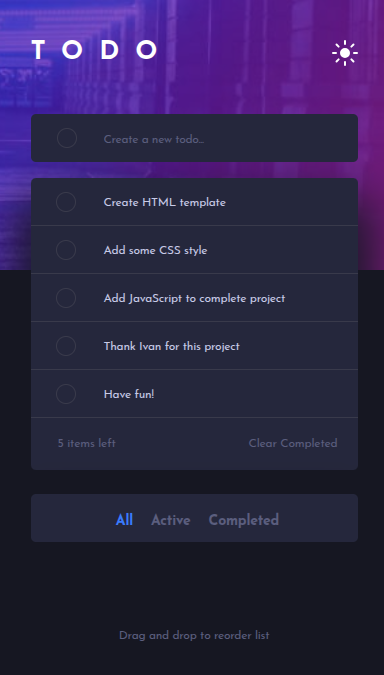 TODO
Create a new todo...
Create HTML template
Add some CSS style
Add JavaScript to complete project
Thank Ivan for this project
Have fun!
5 items left Clear Completed
All Active Completed
Drag and drop to reorder list